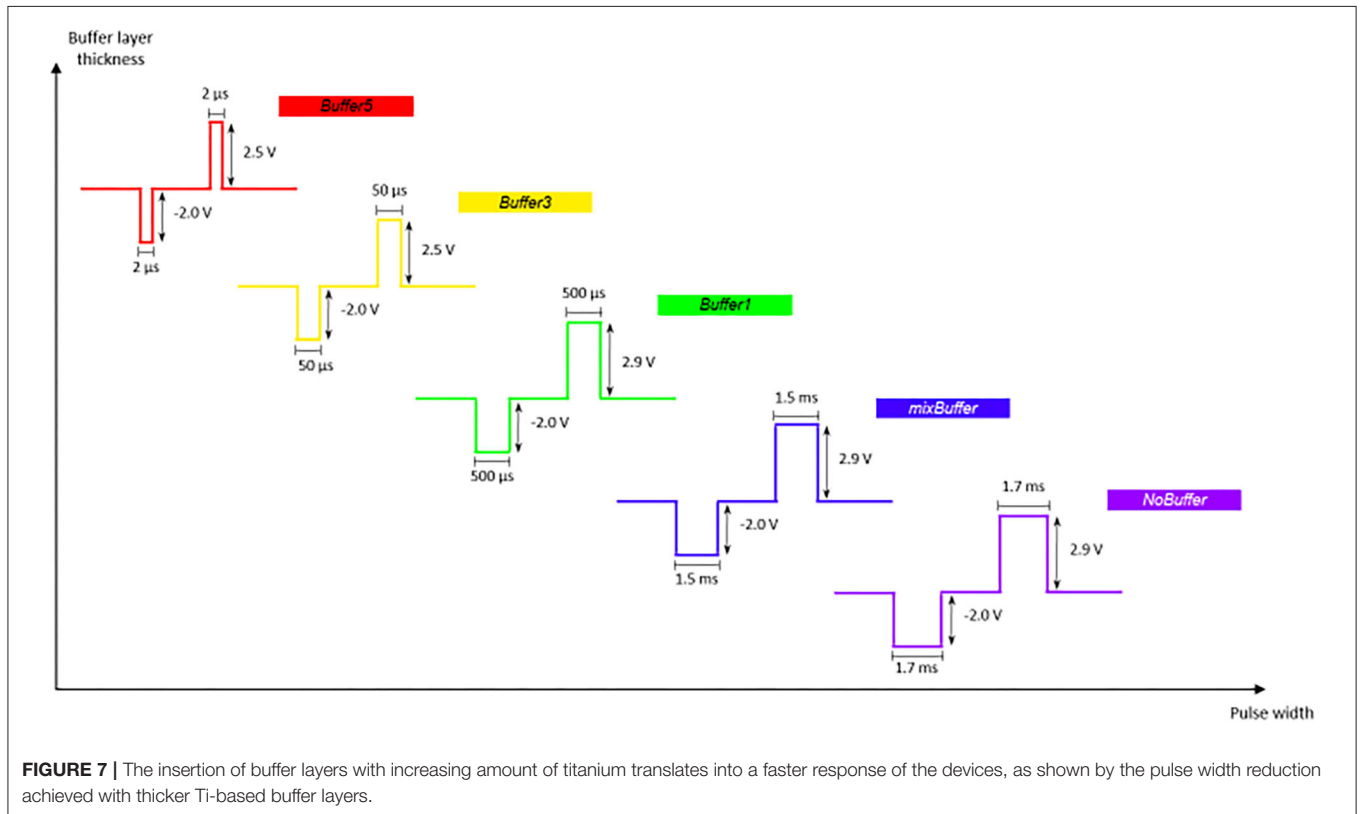 Buffer layer
thickness
2 µs
Buffer5
2.5 V
-2.0 V
2 µs
50 µs
Buffer3
2.5 V
-2.0 V
50 µs
500 µs
Buffer1
2.9 V
-2.0 V
500 µs
1.5 ms
mixBuffer
2.9 V
-2.0 V
1.5 ms
1.7 ms
NoBuffer
2.9 V
-2.0 V
1.7 ms
Pulse width
FIGURE 7 | The insertion of buffer layers with increasing amount of titanium translates into a faster response of the devices, as shown by the pulse width reduction
achieved with thicker Ti-based buffer layers.